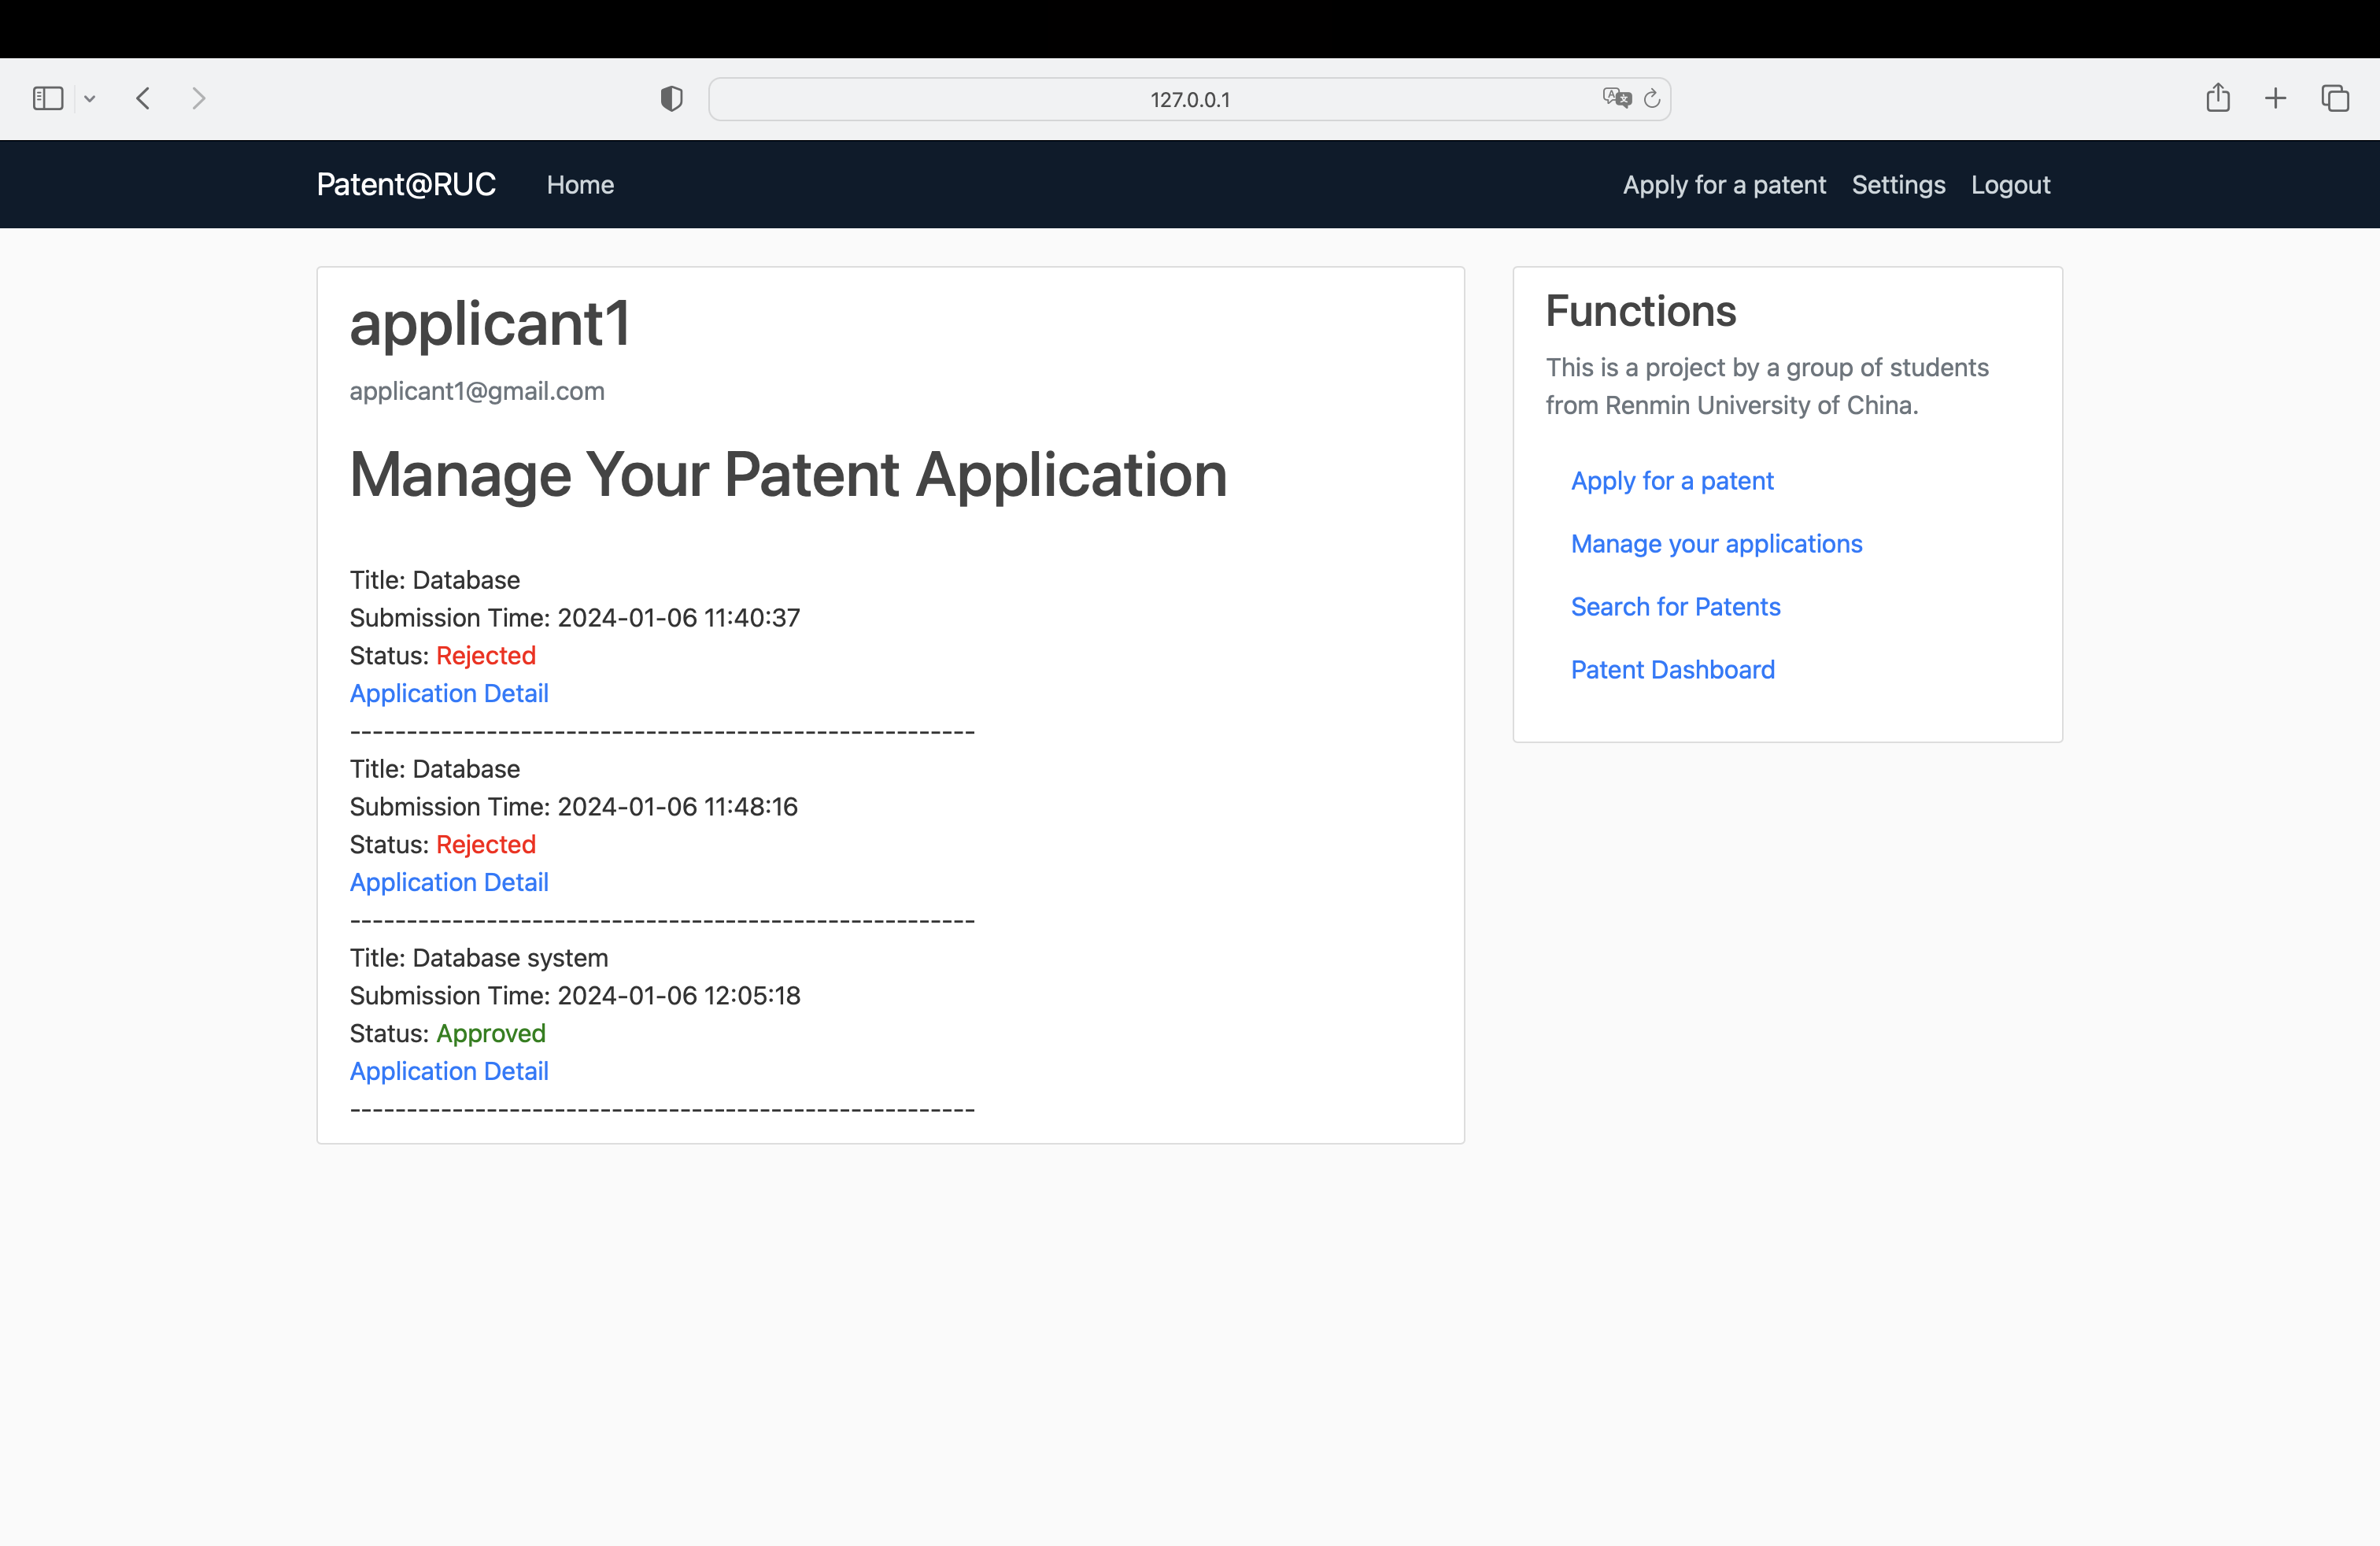 127.0.0.1
Patent@RUC Home Apply for a patent Settings Logout
applicant1
applicant1@gmail.com
Manage Your Patent Application
Title: Database
Submission Time: 2024-01-06 11:40:37
Status: Rejected
Application Detail
-------------------------------------------------------
Title: Database
Submission Time: 2024-01-06 11:48:16
Status: Rejected
Application Detail
-------------------------------------------------------
Title: Database system
Submission Time: 2024-01-06 12:05:18
Status: Approved
Application Detail
-------------------------------------------------------
Functions
This is a project by a group of students
from Renmin University of China.
Apply for a patent
Manage your applications
Search for Patents
Patent Dashboard